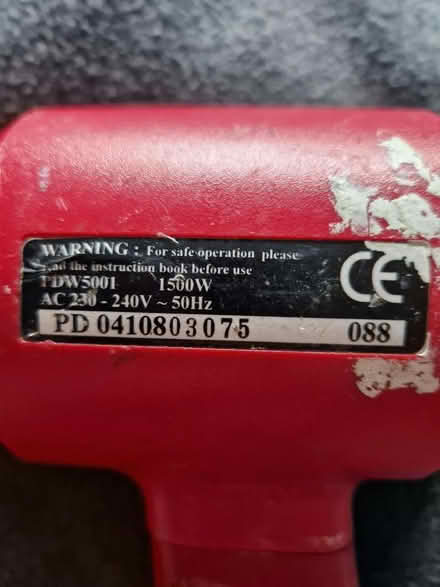 WARNING : For safe operation please
read the instruction book before use
PDW5001 1500W
AC 230 - 240V ~ 50Hz
CE
PD 0410803075 088